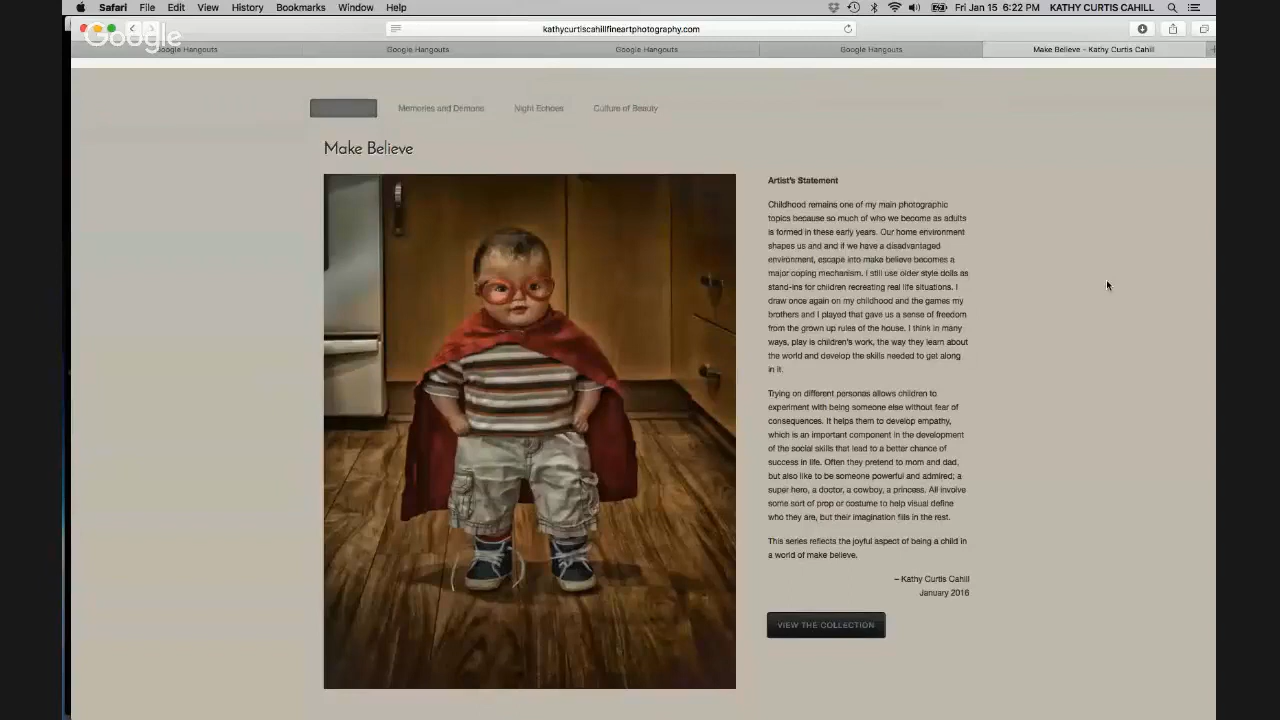 Safari File Edit View History Bookmarks Window Help Fri Jan 15 6:22 PM KATHY CURTIS CAHILL
Google
kathycurtiscahillfineartphotography.com
Google Hangouts Google Hangouts Google Hangouts Google Hangouts Make Believe - Kathy Curtis Cahill
Memories and Demons Night Echoes Culture of Beauty
Make Believe
Artist's Statement
Childhood remains one of my main photographic
topics because so much of who we become as adults
is formed in these early years. Our home environment
shapes us and and if we have a disadvantaged
environment, escape into make believe becomes a
major coping mechanism. I still use older style dolls as
stand-ins for children recreating real life situations. I
draw once again on my childhood and the games my
brothers and I played that gave us a sense of freedom
from the grown up rules of the house. I think in many
ways, play is children's work, the way they learn about
the world and develop the skills needed to get along
in it.
Trying on different personas allows children to
experiment with being someone else without fear of
consequences. It helps them to develop empathy,
which is an important component in the development
of the social skills that lead to a better chance of
success in life. Often they pretend to mom and dad,
but also like to be someone powerful and admired; a
super hero, a doctor, a cowboy, a princess. All involve
some sort of prop or costume to help visual define
who they are, but their imagination fills in the rest.
This series reflects the joyful aspect of being a child in
a world of make believe.
– Kathy Curtis Cahill
January 2016
VIEW THE COLLECTION